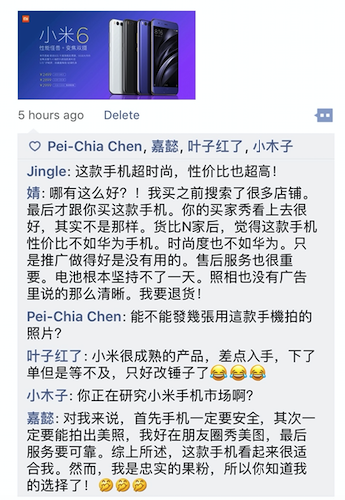 小米6
性能怪兽·变焦双摄
5 hours ago Delete
Pei-Chia Chen, 嘉懿, 叶子红了, 小木子
Jingle: 这款手机超时尚，性价比也超高！
婧: 哪有这么好？！我买之前搜索了很多店铺。
最后才跟你买这款手机。你的买家秀看上去很
好，其实不是那样。货比N家后，觉得这款手机
性价比不如华为手机。时尚度也不如华为。只
是推广做得好是没有用的。售后服务也很重
要。电池根本坚持不了一天。照相也没有广告
里说的那么清晰。我要退货！
Pei-Chia Chen: 能不能發幾張用這款手機拍的
照片？
叶子红了: 小米很成熟的产品，差点入手，下了
单但是等不及，只好改锤子了😂😂😂
小木子: 你正在研究小米手机市场啊？
嘉懿: 对我来说，首先手机一定要安全，其次一
定要能拍出美照，我好在朋友圈秀美图，最后
服务要可靠。综上所述，这款手机看起来很适
合我。然而，我是忠实的果粉，所以你知道我
的选择了！🤣🤣🤣